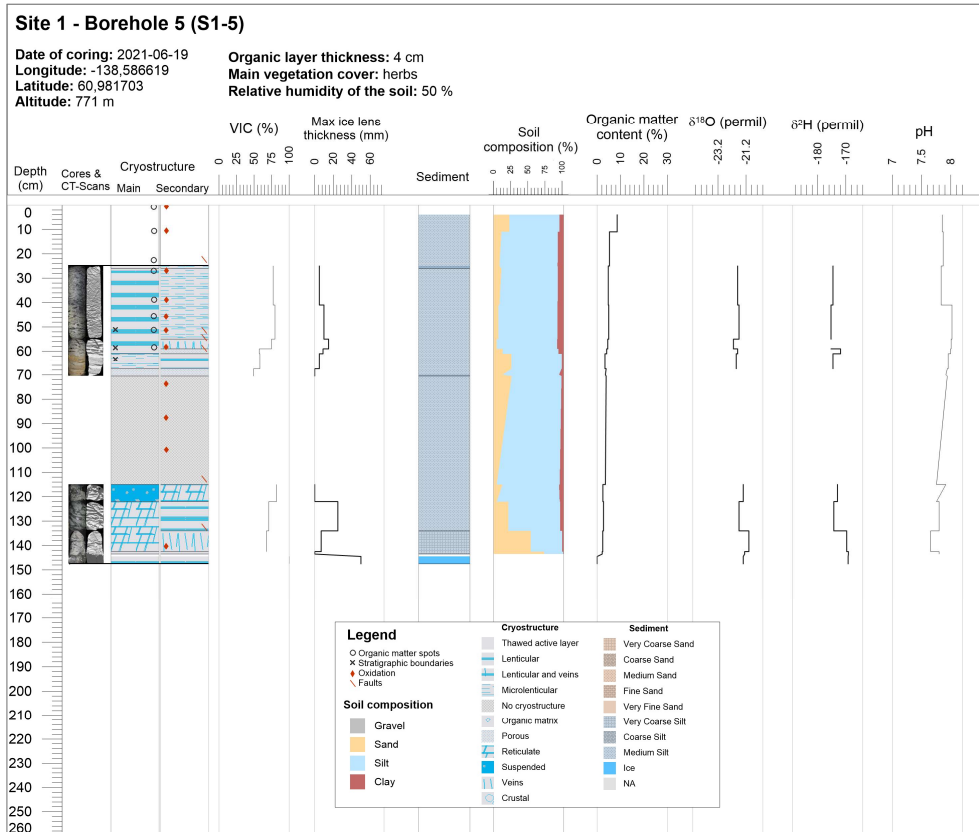 Site 1 - Borehole 5 (S1-5)
Date of coring: 2021-06-19
Longitude: -138,586619
Latitude: 60,981703
Altitude: 771 m
Organic layer thickness: 4 cm
Main vegetation cover: herbs
Relative humidity of the soil: 50 %
Depth
(cm)
Cores &
CT-Scans
Cryostructure
Main Secondary
VIC (%)
0 25 50 75 100
Max ice lens
thickness (mm)
0 20 40 60
Sediment
Soil
composition (%)
0 25 50 75 100
Organic matter
content (%)
0 10 20 30
δ¹⁸O (permil)
-23.2 -21.2
δ²H (permil)
-180 -170
pH
7 7.5 8
0
10
20
30
40
50
60
70
80
90
100
110
120
130
140
150
160
170
180
190
200
210
220
230
240
250
260
Legend
Organic matter spots
Stratigraphic boundaries
Oxidation
Faults
Soil composition
Gravel
Sand
Silt
Clay
Cryostructure
Thawed active layer
Lenticular
Lenticular and veins
Microlenticular
No cryostructure
Organic matrix
Porous
Reticulate
Suspended
Veins
Crustal
Sediment
Very Coarse Sand
Coarse Sand
Medium Sand
Fine Sand
Very Fine Sand
Very Coarse Silt
Coarse Silt
Medium Silt
Ice
NA